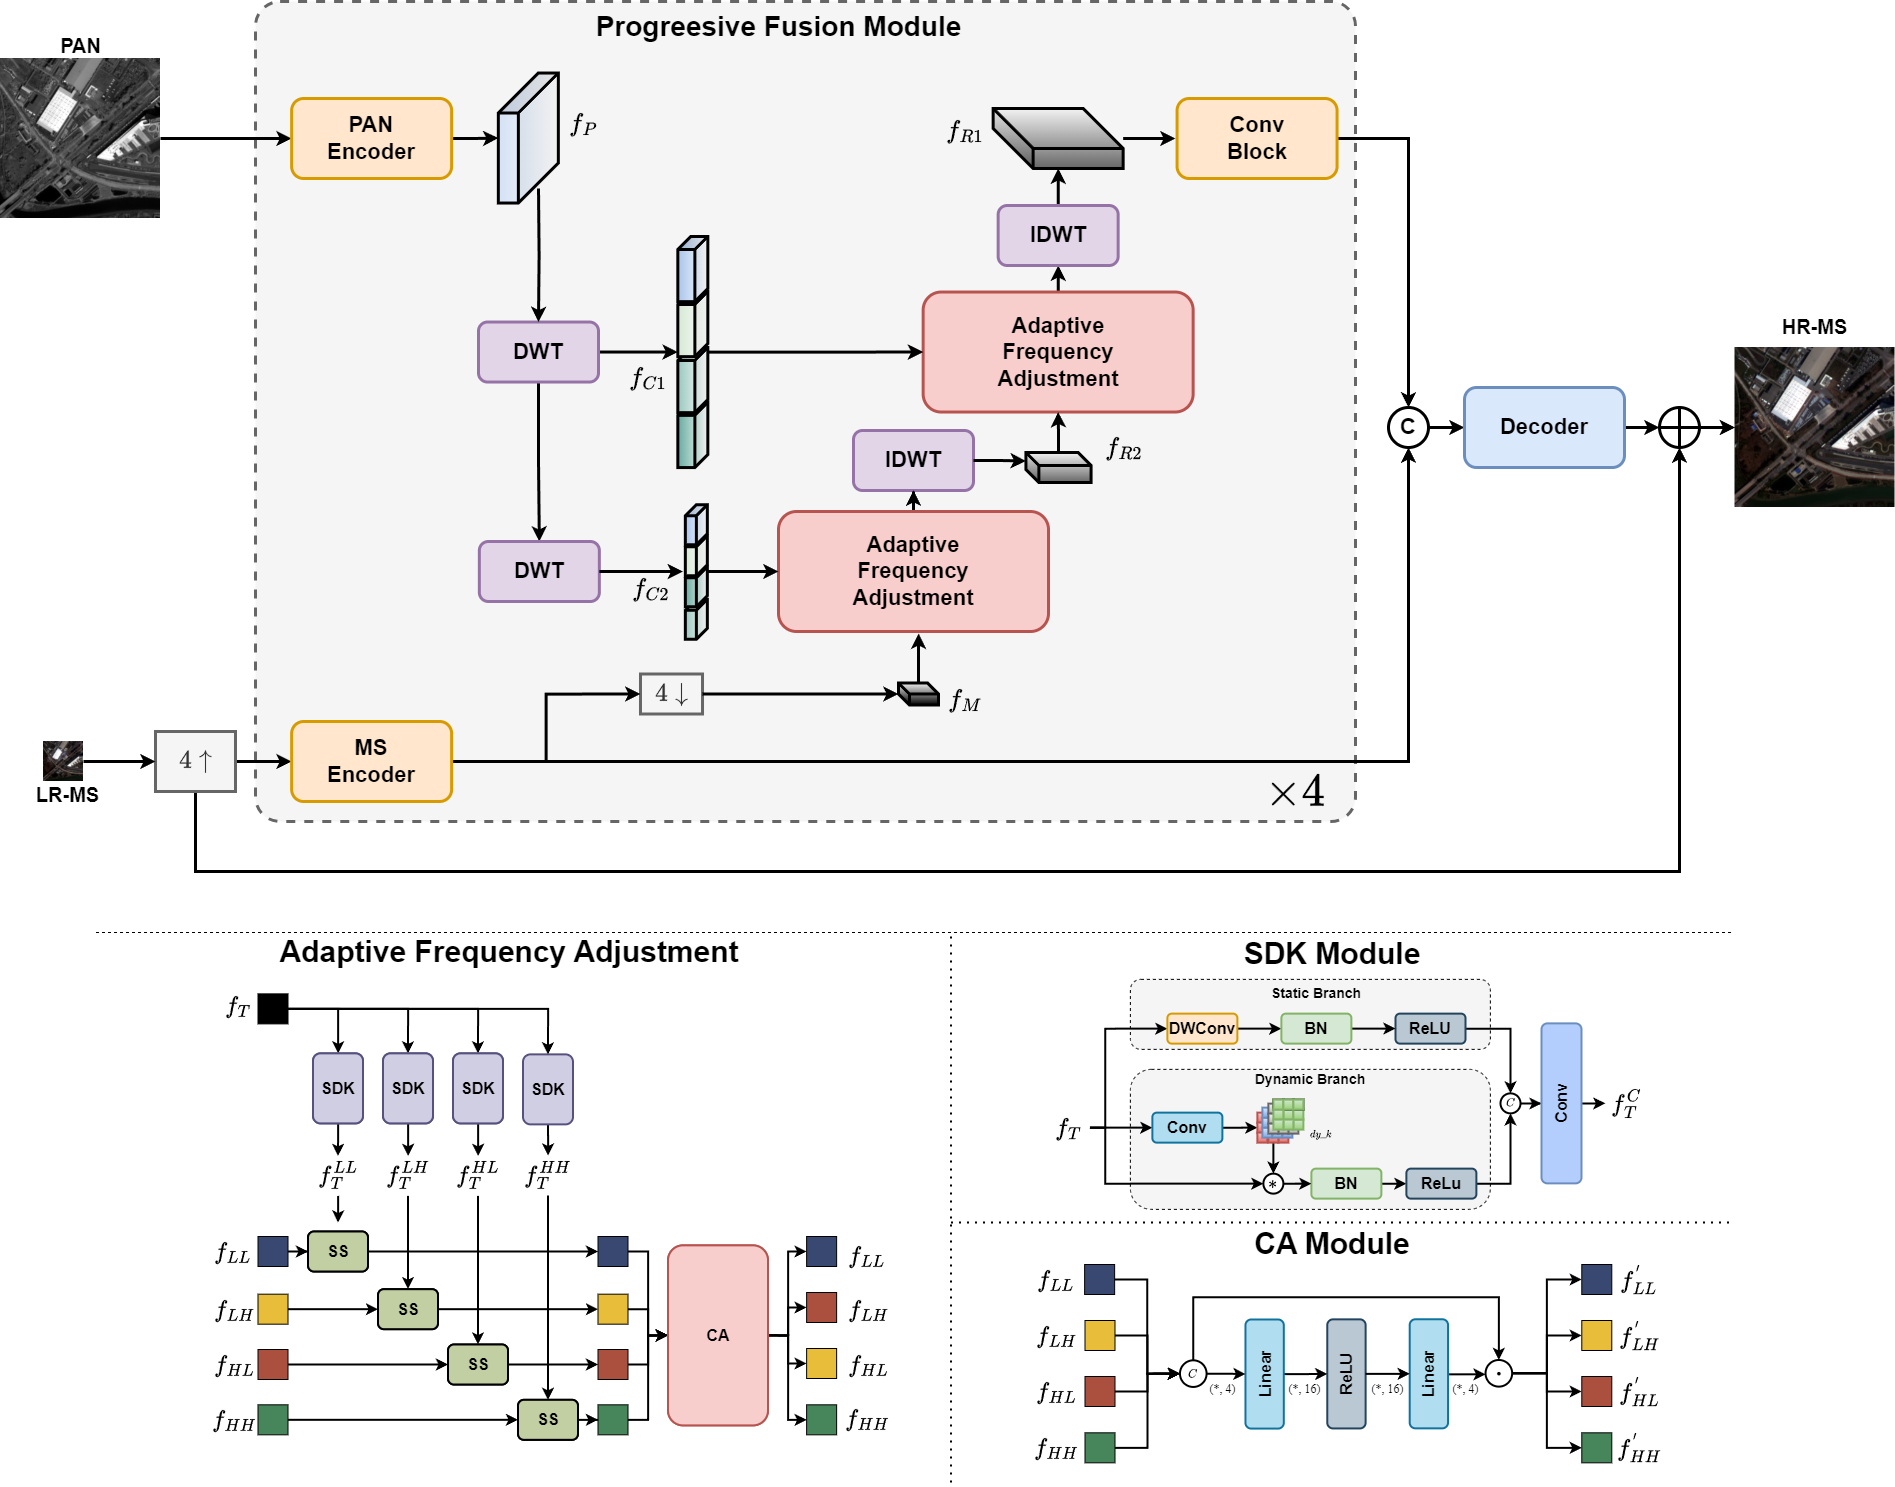 Progreesive Fusion Module
PAN
PAN
Encoder
f_P
f_{R1}
Conv
Block
IDWT
DWT
f_{C1}
Adaptive
Frequency
Adjustment
HR-MS
C
Decoder
IDWT
f_{R2}
DWT
f_{C2}
Adaptive
Frequency
Adjustment
4 ↓
f_M
LR-MS
4 ↑
MS
Encoder
×4
Adaptive Frequency Adjustment
f_T
SDK SDK SDK SDK
f_T^{LL} f_T^{LH} f_T^{HL} f_T^{HH}
f_{LL} SS f_{LL}
f_{LH} SS f_{LH}
CA
f_{HL} SS f_{HL}
f_{HH} SS f_{HH}
SDK Module
Static Branch
DWConv BN ReLU
Dynamic Branch
f_T
Conv
dy_k
* BN ReLu
C
Conv
f_T^C
CA Module
f_{LL}
f_{LH}
f_{HL}
f_{HH}
C (*, 4) Linear (*, 16) ReLU (*, 16) Linear (*, 4)
f'_{LL}
f'_{LH}
f'_{HL}
f'_{HH}